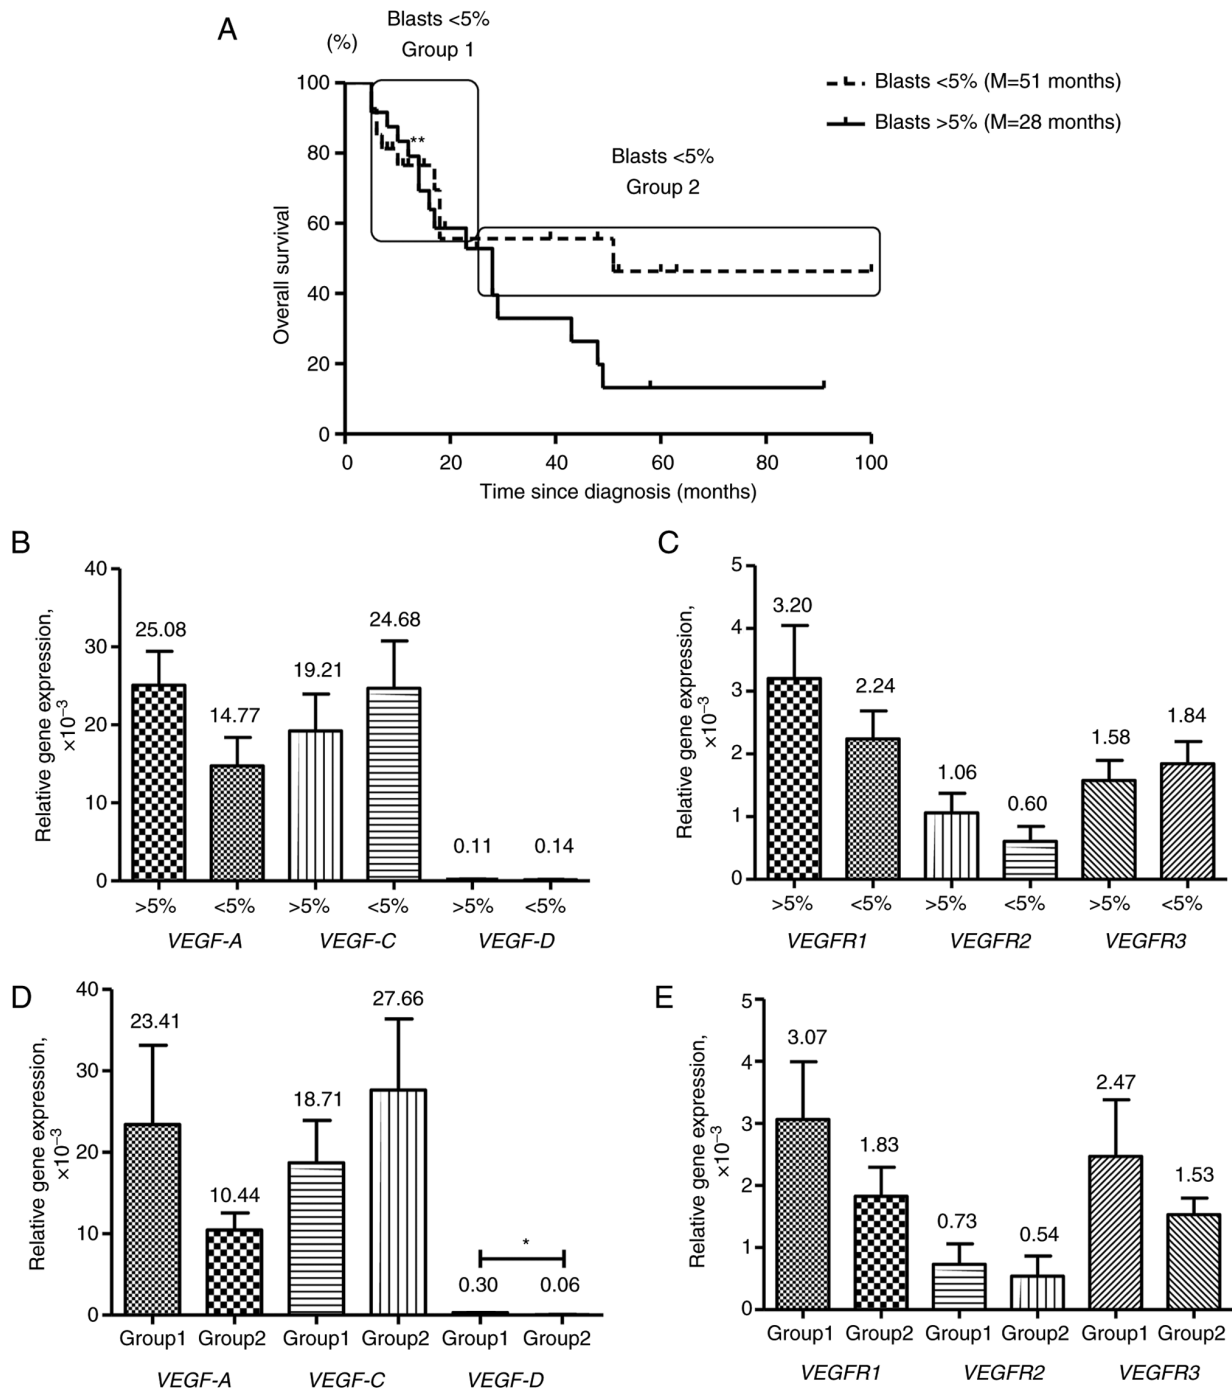 A
Blasts <5%
Group 1
(%)
100
80
60
40
20
0
Overall survival
**
Blasts <5% (M=51 months)
Blasts >5% (M=28 months)
Blasts <5%
Group 2
0 20 40 60 80 100
Time since diagnosis (months)
B
Relative gene expression,
×10⁻³
40
30
20
10
0
25.08
14.77
19.21
24.68
0.11
0.14
>5% <5% >5% <5% >5% <5%
VEGF-A VEGF-C VEGF-D
C
Relative gene expression,
×10⁻³
5
4
3
2
1
0
3.20
2.24
1.06
0.60
1.58
1.84
>5% <5% >5% <5% >5% <5%
VEGFR1 VEGFR2 VEGFR3
D
Relative gene expression,
×10⁻³
40
30
20
10
0
23.41
10.44
18.71
27.66
*
0.30
0.06
Group1 Group2 Group1 Group2 Group1 Group2
VEGF-A VEGF-C VEGF-D
E
Relative gene expression,
×10⁻³
5
4
3
2
1
0
3.07
1.83
0.73
0.54
2.47
1.53
Group1 Group2 Group1 Group2 Group1 Group2
VEGFR1 VEGFR2 VEGFR3